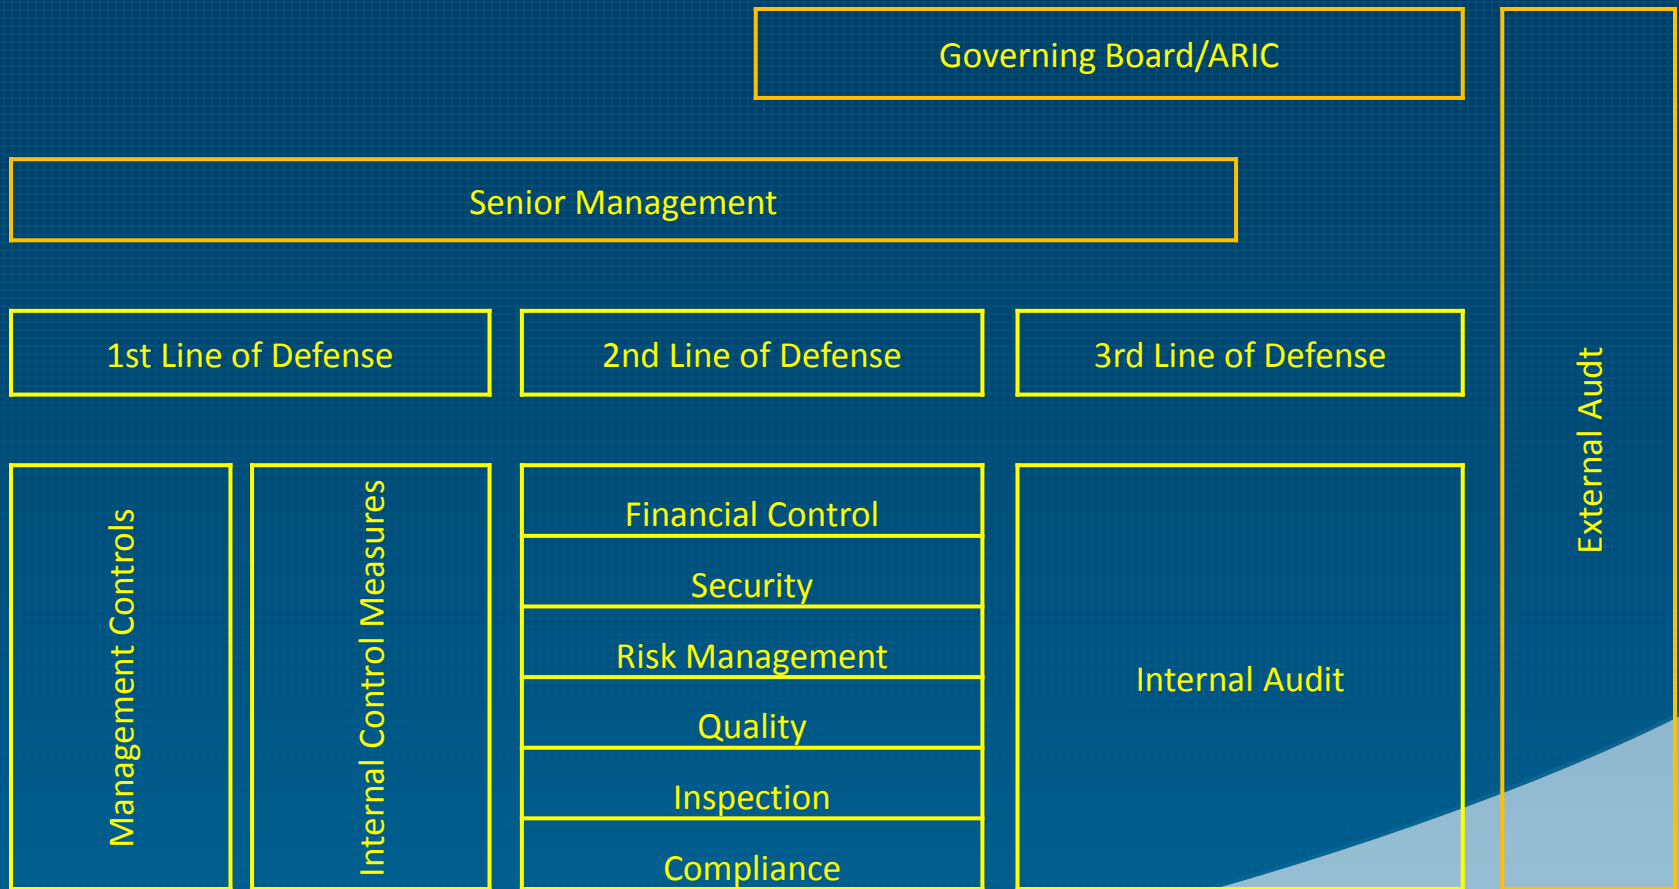 Governing Board/ARIC
Senior Management
1st Line of Defense
2nd Line of Defense
3rd Line of Defense
External Audt
Management Controls
Internal Control Measures
Financial Control
Security
Risk Management
Quality
Inspection
Compliance
Internal Audit